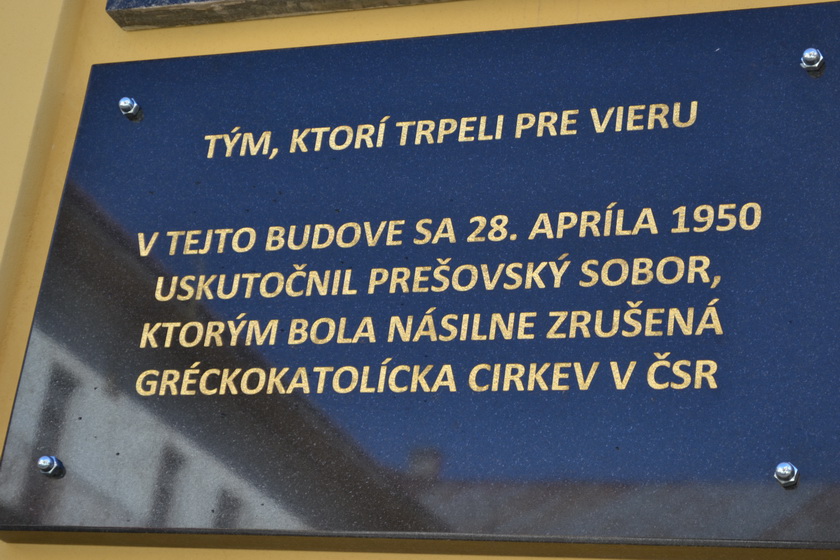 TÝM, KTORÍ TRPELI PRE VIERU
V TEJTO BUDOVE SA 28. APRÍLA 1950
USKUTOČNIL PREŠOVSKÝ SOBOR,
KTORÝM BOLA NÁSILNE ZRUŠENÁ
GRÉCKOKATOLÍCKA CIRKEV V ČSR